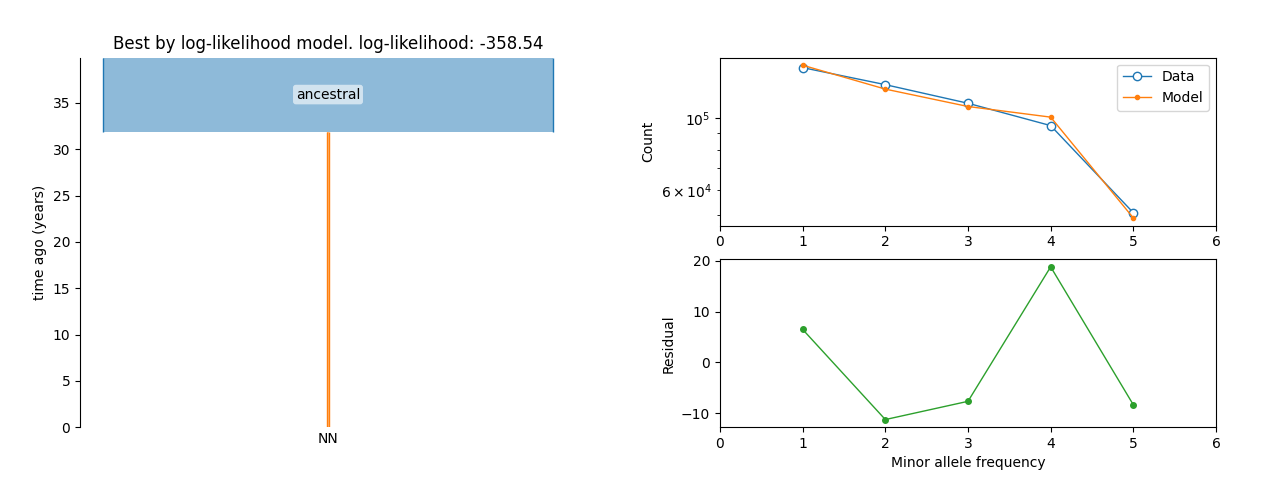 Best by log-likelihood model. log-likelihood: -358.54
ancestral
time ago (years)
35
30
25
20
15
10
5
0
NN
Data
Model
Count
10^5
6 × 10^4
0 1 2 3 4 5 6
Residual
20
10
0
−10
0 1 2 3 4 5 6
Minor allele frequency